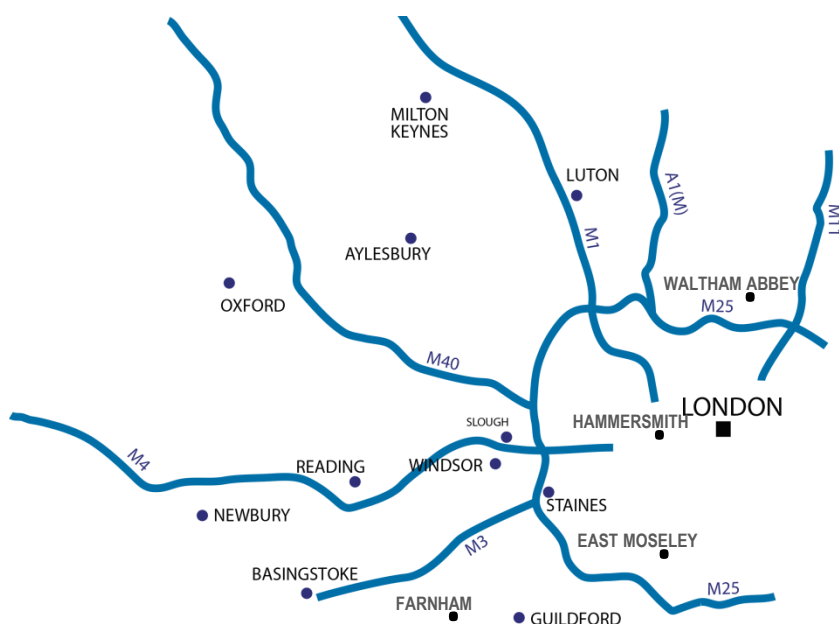 MILTON
KEYNES
LUTON
A1(M)
M11
M1
AYLESBURY
WALTHAM ABBEY
OXFORD
M25
M40
SLOUGH
HAMMERSMITH
LONDON
M4
READING
WINDSOR
STAINES
NEWBURY
EAST MOSELEY
M3
BASINGSTOKE
M25
FARNHAM
GUILDFORD